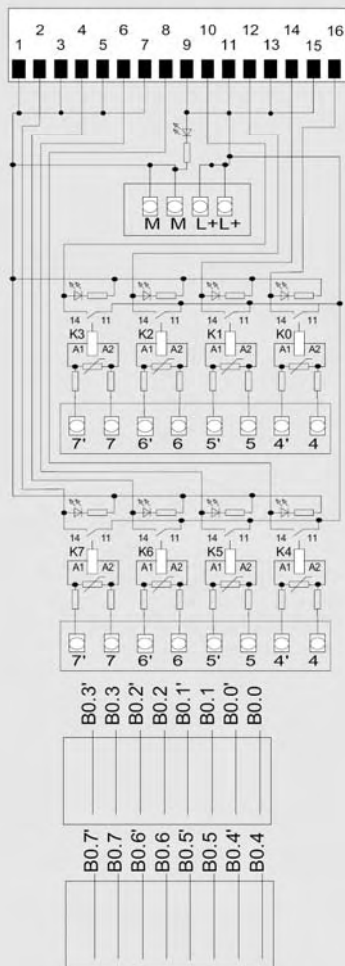 1 2 3 4 5 6 7 8 9 10 11 12 13 14 15 16
M M L+ L+
14 11 14 11 14 11 14 11
K3 K2 K1 K0
A1 A2 A1 A2 A1 A2 A1 A2
7' 7 6' 6 5' 5 4' 4
14 11 14 11 14 11 14 11
K7 K6 K5 K4
A1 A2 A1 A2 A1 A2 A1 A2
7' 7 6' 6 5' 5 4' 4
B0.3' B0.3 B0.2' B0.2 B0.1' B0.1 B0.0' B0.0
B0.7' B0.7 B0.6' B0.6 B0.5' B0.5 B0.4' B0.4